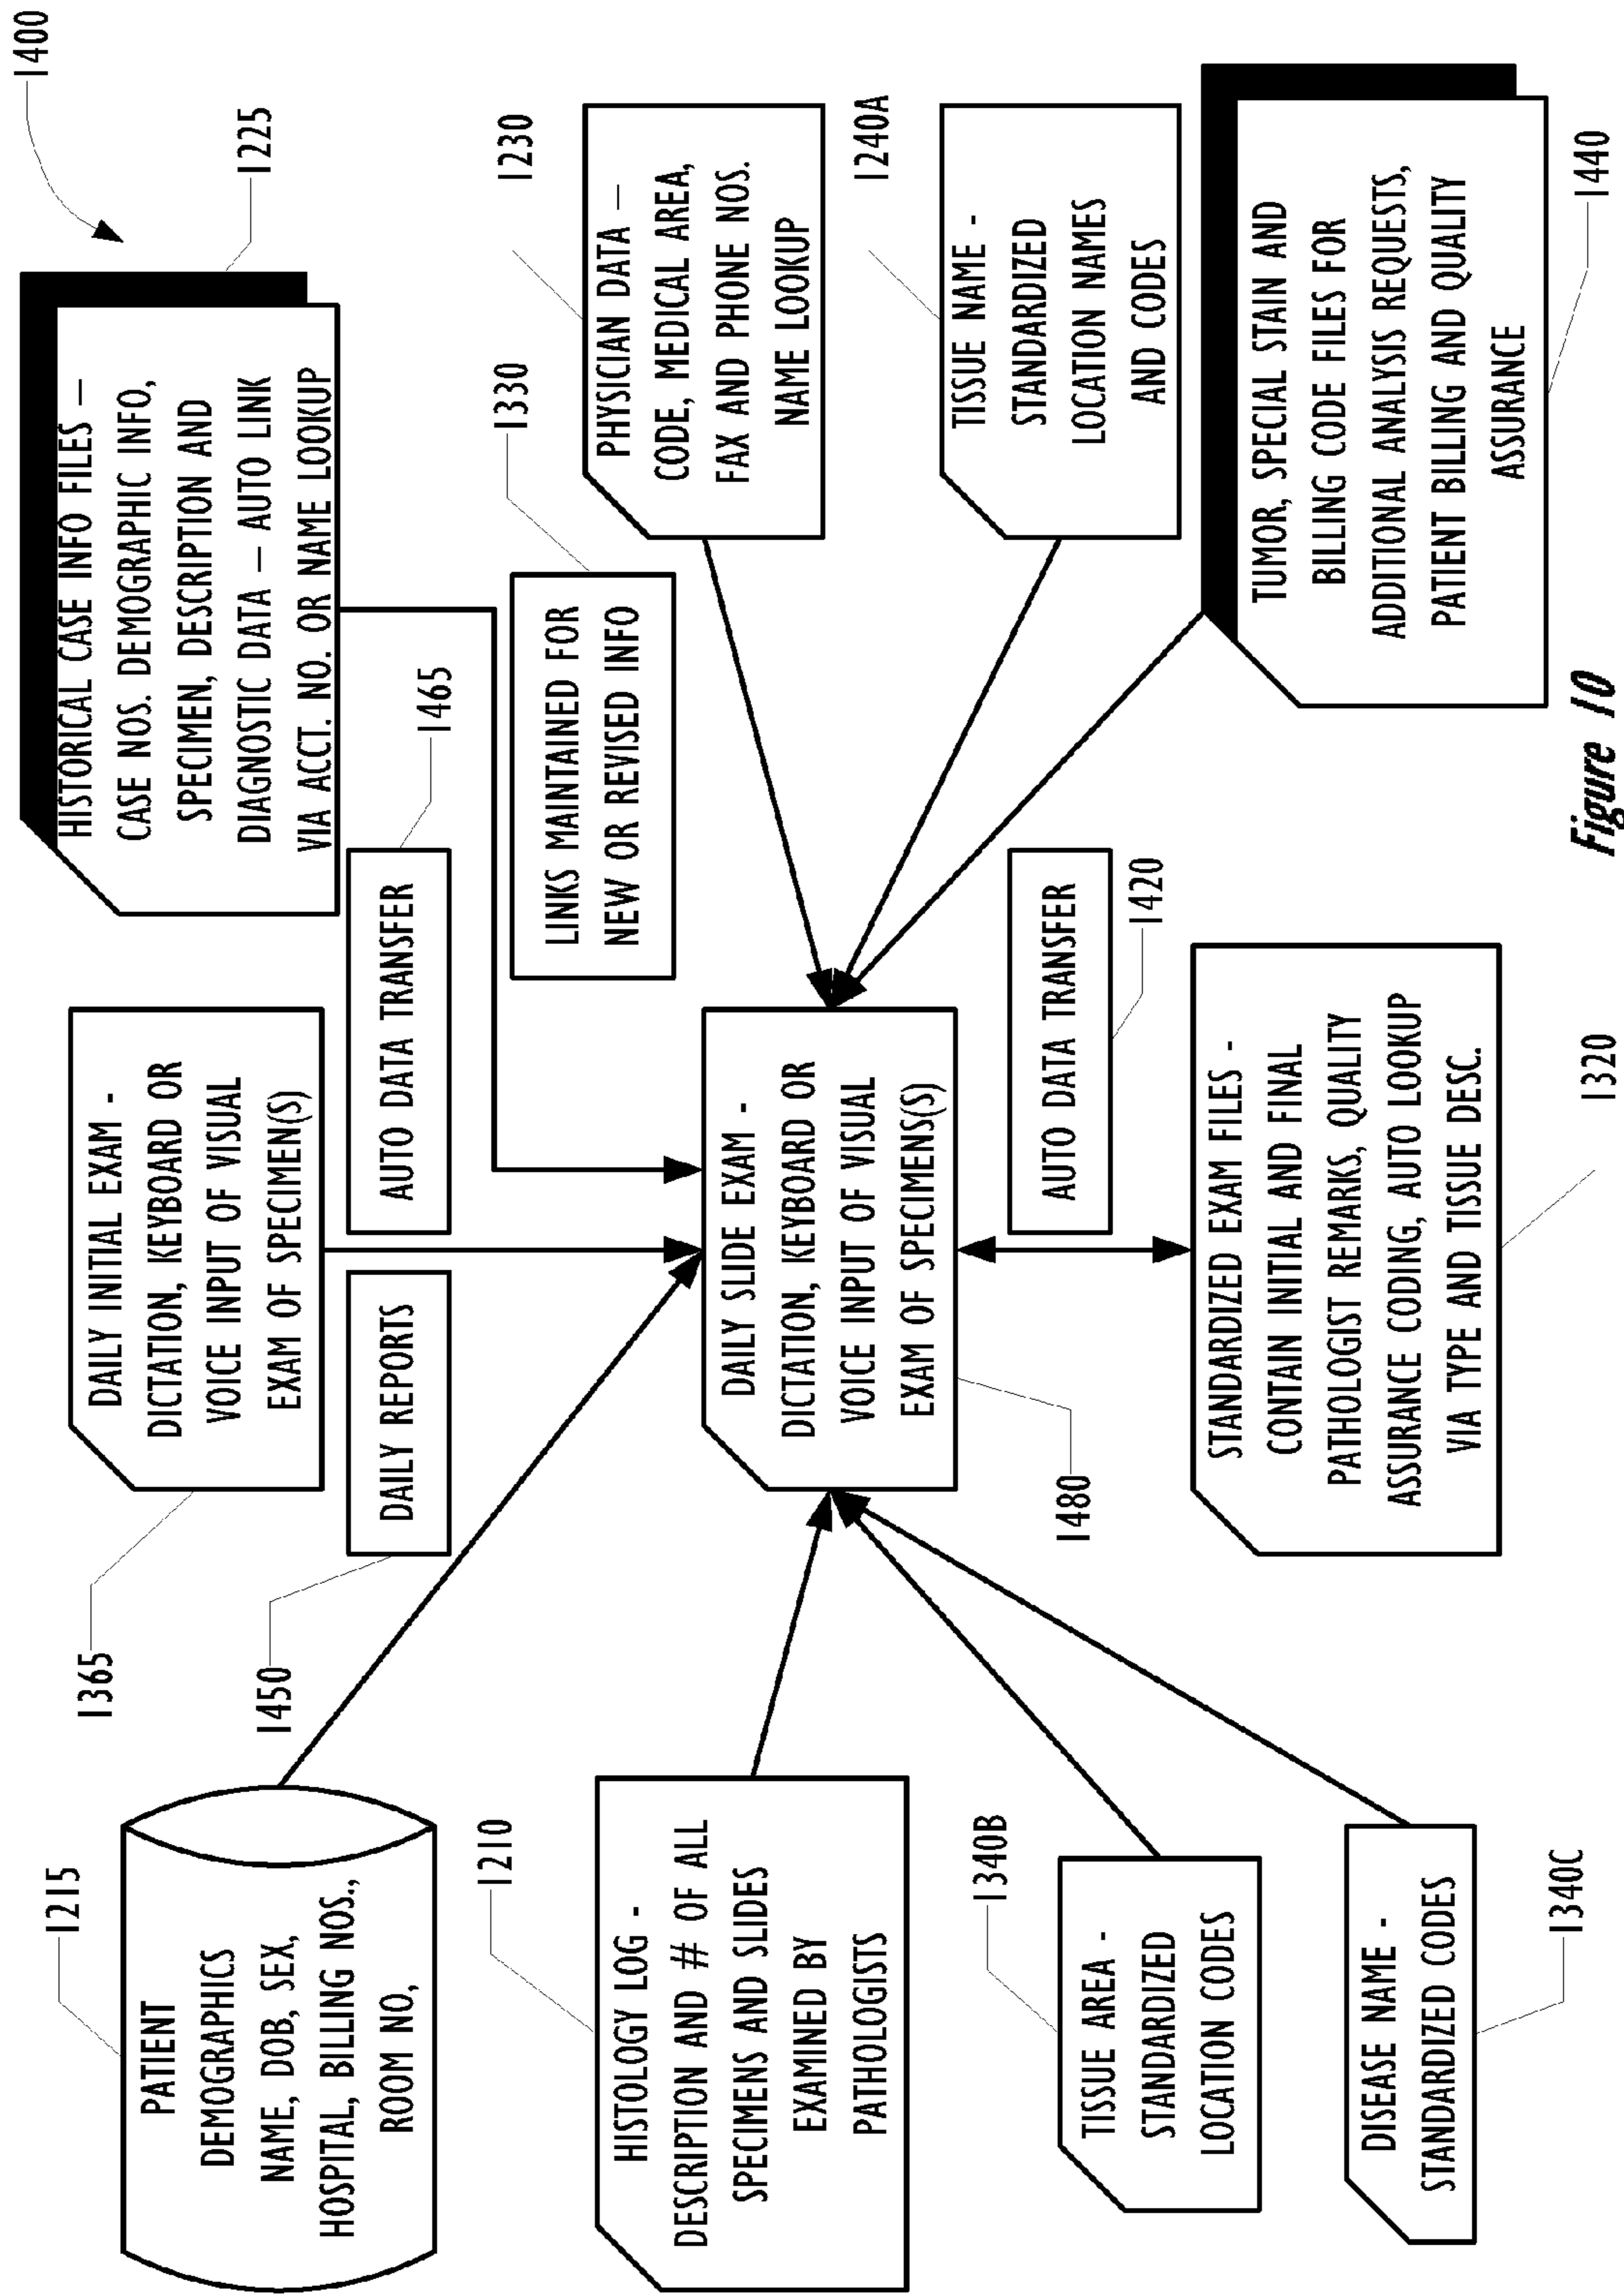 1400
1215
PATIENT
DEMOGRAPHICS
NAME, DOB, SEX,
HOSPITAL, BILLING NOS.,
ROOM NO,
1365
DAILY INITIAL EXAM -
DICTATION, KEYBOARD OR
VOICE INPUT OF VISUAL
EXAM OF SPECIMEN(S)
HISTORICAL CASE INFO FILES –
CASE NOS. DEMOGRAPHIC INFO,
SPECIMEN, DESCRIPTION AND
DIAGNOSTIC DATA – AUTO LINK
VIA ACCT. NO. OR NAME LOOKUP
1225
1450
DAILY REPORTS
AUTO DATA TRANSFER
1465
1330
LINKS MAINTAINED FOR
NEW OR REVISED INFO
1230
PHYSICIAN DATA –
CODE, MEDICAL AREA,
FAX AND PHONE NOS.
NAME LOOKUP
1210
HISTOLOGY LOG -
DESCRIPTION AND # OF ALL
SPECIMENS AND SLIDES
EXAMINED BY
PATHOLOGISTS
DAILY SLIDE EXAM -
DICTATION, KEYBOARD OR
VOICE INPUT OF VISUAL
EXAM OF SPECIMENS(S)
1480
1240A
TISSUE NAME -
STANDARDIZED
LOCATION NAMES
AND CODES
1340B
TISSUE AREA -
STANDARDIZED
LOCATION CODES
AUTO DATA TRANSFER
1420
TUMOR, SPECIAL STAIN AND
BILLING CODE FILES FOR
ADDITIONAL ANALYSIS REQUESTS,
PATIENT BILLING AND QUALITY
ASSURANCE
1440
DISEASE NAME -
STANDARDIZED CODES
1340C
STANDARDIZED EXAM FILES -
CONTAIN INITIAL AND FINAL
PATHOLOGIST REMARKS, QUALITY
ASSURANCE CODING, AUTO LOOKUP
VIA TYPE AND TISSUE DESC.
1320
Figure 10